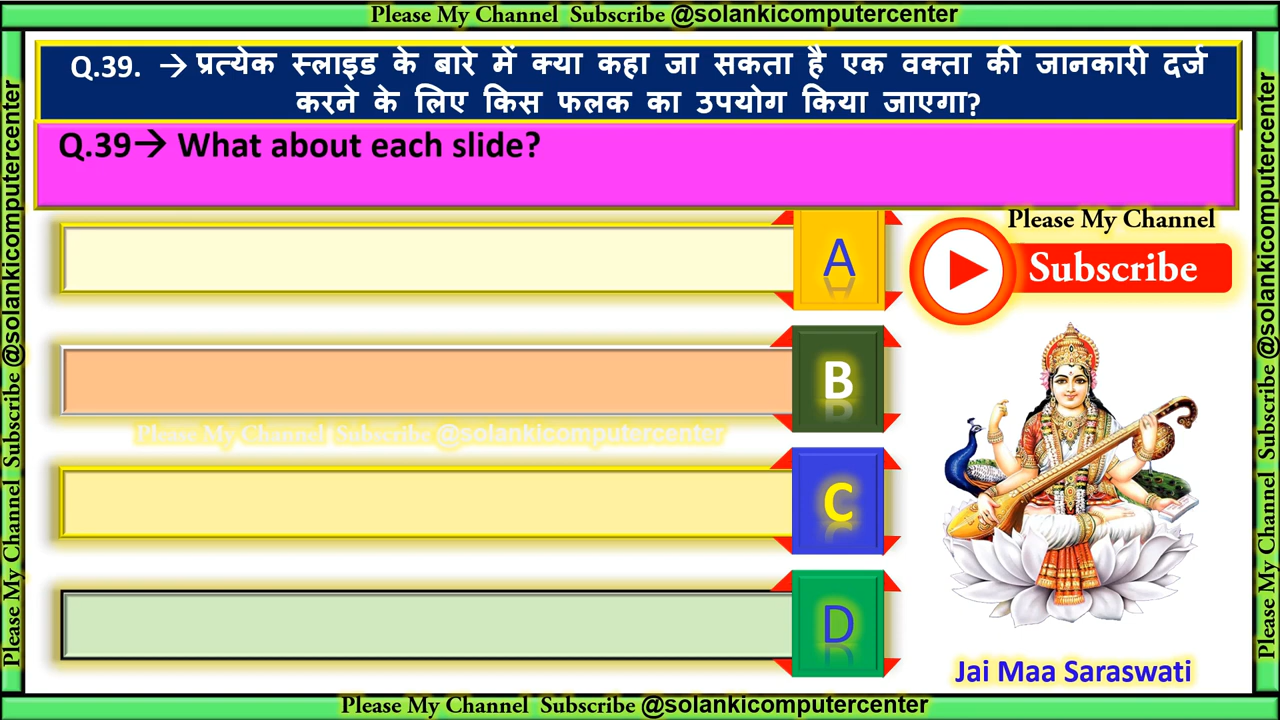 Please My Channel Subscribe @solankicomputercenter
Q.39. → प्रत्येक स्लाइड के बारे में क्या कहा जा सकता है एक वक्ता की जानकारी दर्ज
करने के लिए किस फलक का उपयोग किया जाएगा?
Q.39→ What about each slide?
A
Please My Channel
Subscribe
B
Please My Channel Subscribe @solankicomputercenter
C
D
Jai Maa Saraswati
Please My Channel Subscribe @solankicomputercenter
Please My Channel Subscribe @solankicomputercenter
Please My Channel Subscribe @solankicomputercenter